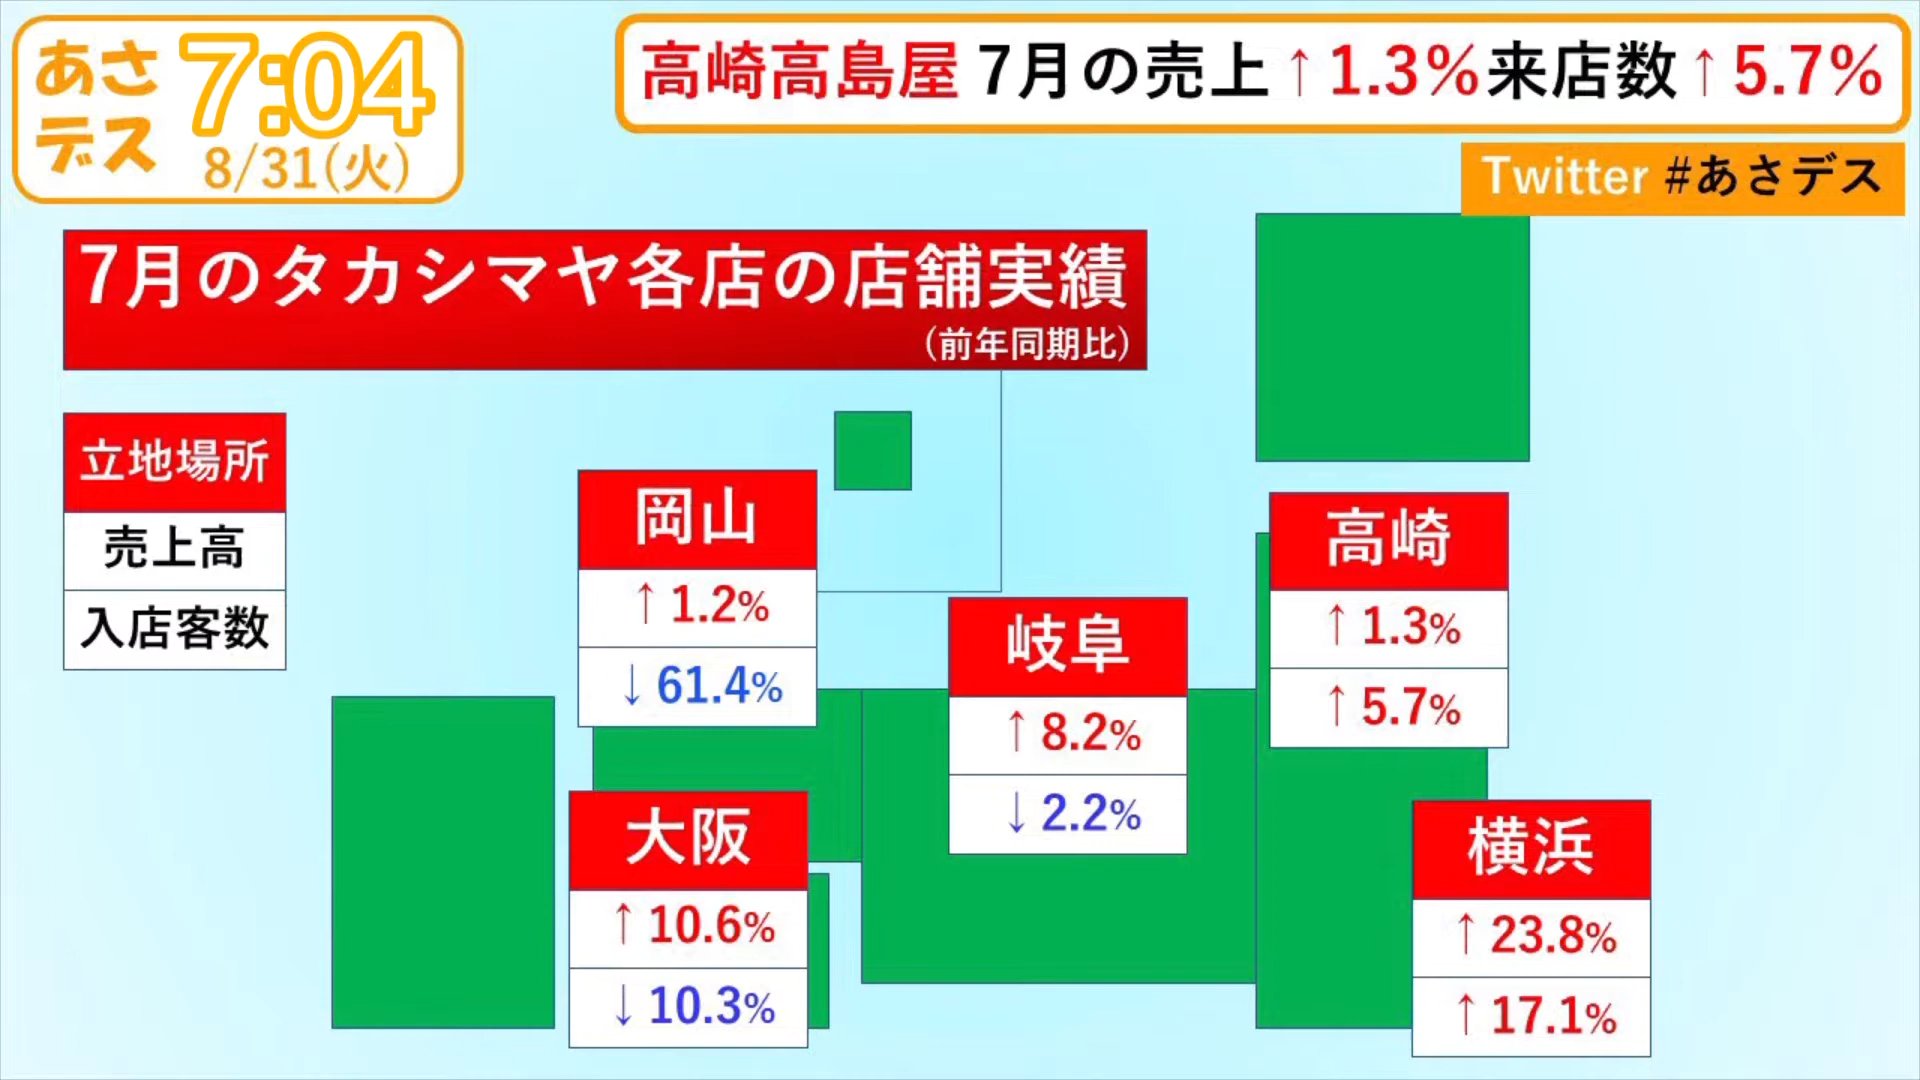 あさ
デス
7:04
8/31(火)
高崎高島屋 7月の売上↑1.3%来店数↑5.7%
Twitter #あさデス
7月のタカシマヤ各店の店舗実績
(前年同期比)
立地場所
売上高
入店客数
岡山
↑ 1.2%
↓ 61.4%
高崎
↑ 1.3%
↑ 5.7%
岐阜
↑ 8.2%
↓ 2.2%
大阪
↑ 10.6%
↓ 10.3%
横浜
↑ 23.8%
↑ 17.1%